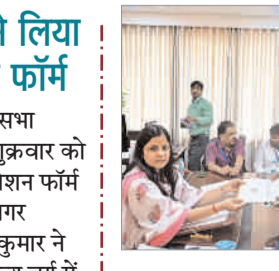 लिया
फॉर्म
सभा
शुक्रवार को
शन फॉर्म
गर
कुमार ने